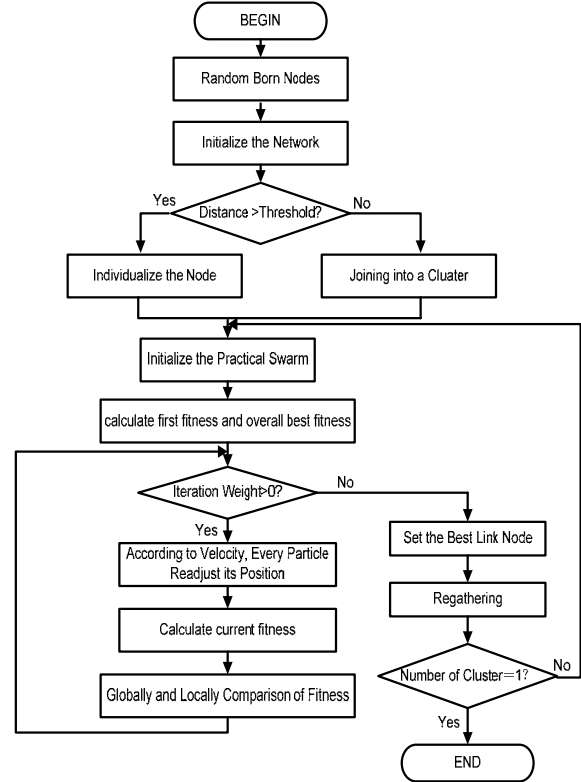 BEGIN
Random Born Nodes
Initialize the Network
Distance >Threshold?
Yes
No
Individualize the Node
Joining into a Cluater
Initialize the Practical Swarm
calculate first fitness and overall best fitness
Iteration Weight>0?
No
Yes
According to Velocity, Every Particle
Readjust its Position
Set the Best Link Node
Calculate current fitness
Regathering
Globally and Locally Comparison of Fitness
Number of Cluster=1?
No
Yes
END